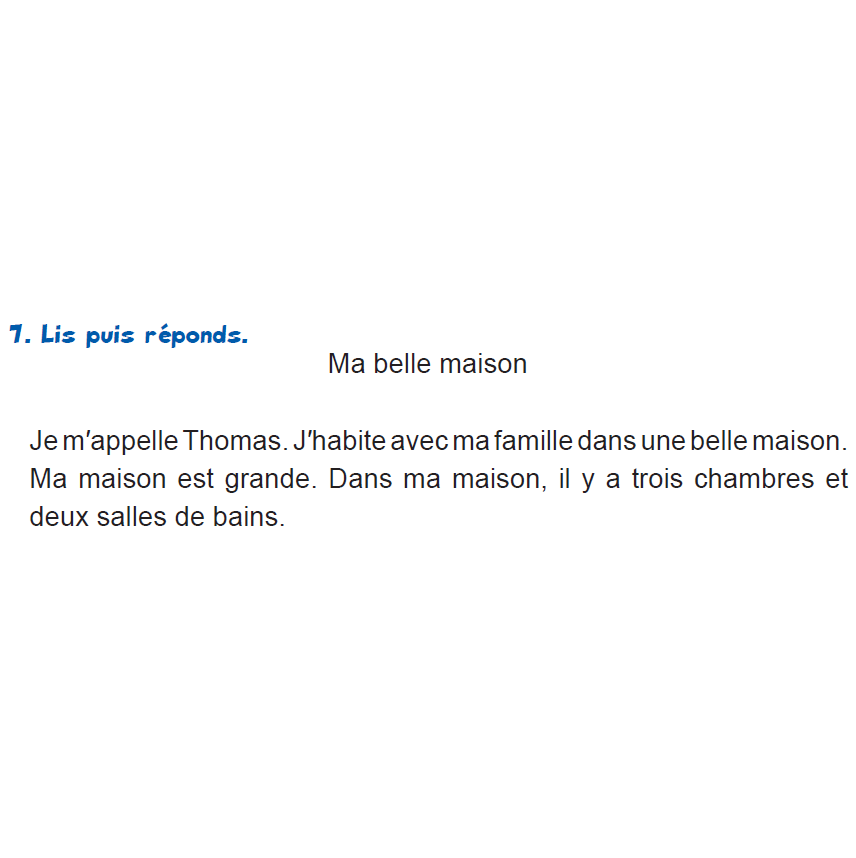 7. Lis puis réponds.
Ma belle maison
Je m′appelle Thomas. J′habite avec ma famille dans une belle maison.
Ma maison est grande. Dans ma maison, il y a trois chambres et
deux salles de bains.